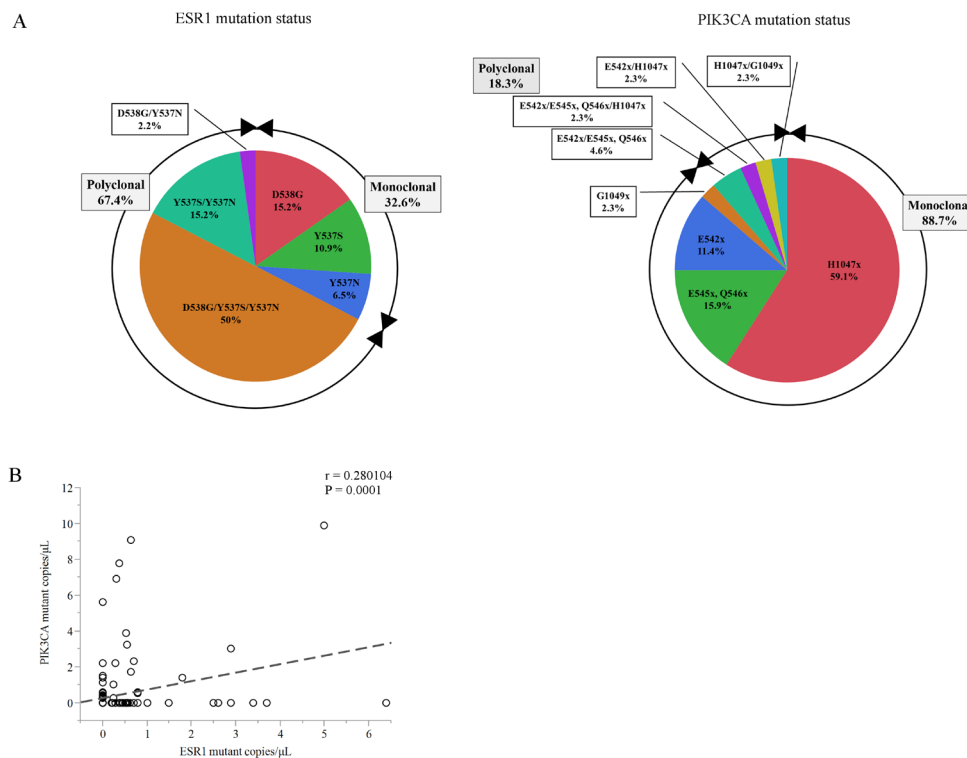 A
ESR1 mutation status
D538G/Y537N
2.2%
Polyclonal
67.4%
Monoclonal
32.6%
D538G
15.2%
Y537S
10.9%
Y537N
6.5%
D538G/Y537S/Y537N
50%
Y537S/Y537N
15.2%
PIK3CA mutation status
Polyclonal
18.3%
E542x/H1047x
2.3%
H1047x/G1049x
2.3%
E542x/E545x, Q546x/H1047x
2.3%
E542x/E545x, Q546x
4.6%
G1049x
2.3%
Monoclonal
88.7%
E542x
11.4%
H1047x
59.1%
E545x, Q546x
15.9%
B
r = 0.280104
P = 0.0001
PIK3CA mutant copies/μL
12
10
8
6
4
2
0
0 1 2 3 4 5 6
ESR1 mutant copies/μL